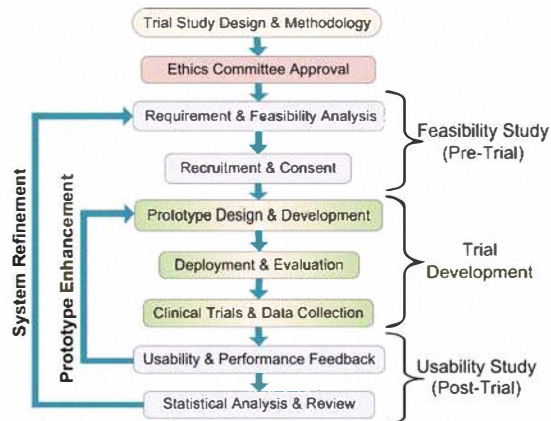 Trial Study Design & Methodology
Ethics Committee Approval
Requirement & Feasibility Analysis
Recruitment & Consent
Feasibility Study
(Pre-Trial)
Prototype Design & Development
Deployment & Evaluation
Clinical Trials & Data Collection
Trial
Development
Usability & Performance Feedback
Statistical Analysis & Review
Usability Study
(Post-Trial)
System Refinement
Prototype Enhancement